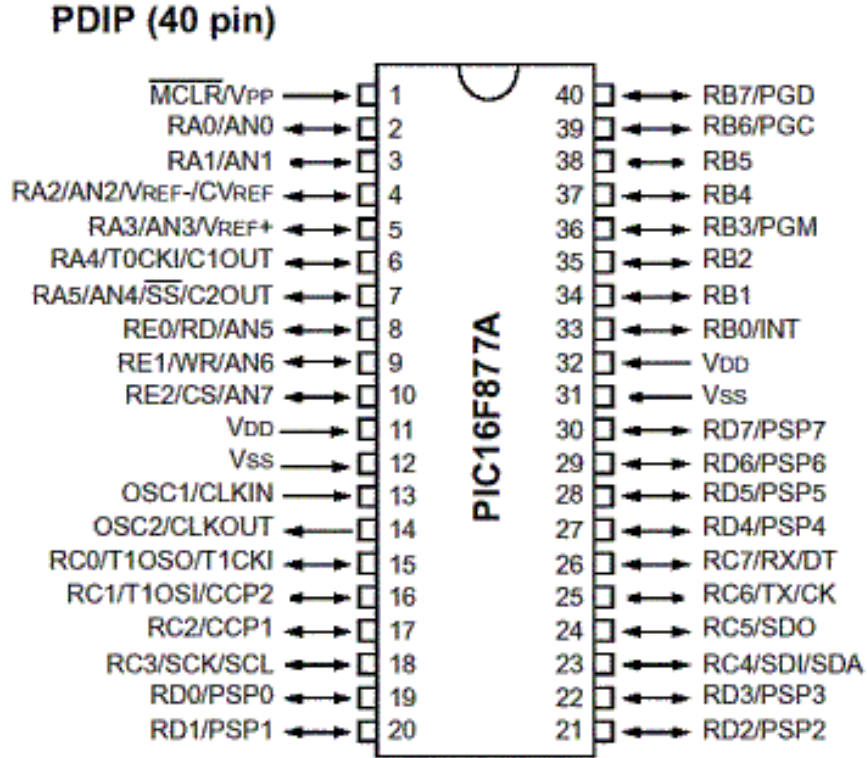 PDIP (40 pin)
MCLR/VPP 1 40 RB7/PGD
RA0/AN0 2 39 RB6/PGC
RA1/AN1 3 38 RB5
RA2/AN2/VREF-/CVREF 4 37 RB4
RA3/AN3/VREF+ 5 36 RB3/PGM
RA4/T0CKI/C1OUT 6 35 RB2
RA5/AN4/SS/C2OUT 7 34 RB1
RE0/RD/AN5 8 33 RB0/INT
RE1/WR/AN6 9 32 VDD
RE2/CS/AN7 10 31 VSS
VDD 11 30 RD7/PSP7
VSS 12 29 RD6/PSP6
OSC1/CLKIN 13 28 RD5/PSP5
OSC2/CLKOUT 14 27 RD4/PSP4
RC0/T1OSO/T1CKI 15 26 RC7/RX/DT
RC1/T1OSI/CCP2 16 25 RC6/TX/CK
RC2/CCP1 17 24 RC5/SDO
RC3/SCK/SCL 18 23 RC4/SDI/SDA
RD0/PSP0 19 22 RD3/PSP3
RD1/PSP1 20 21 RD2/PSP2
PIC16F877A